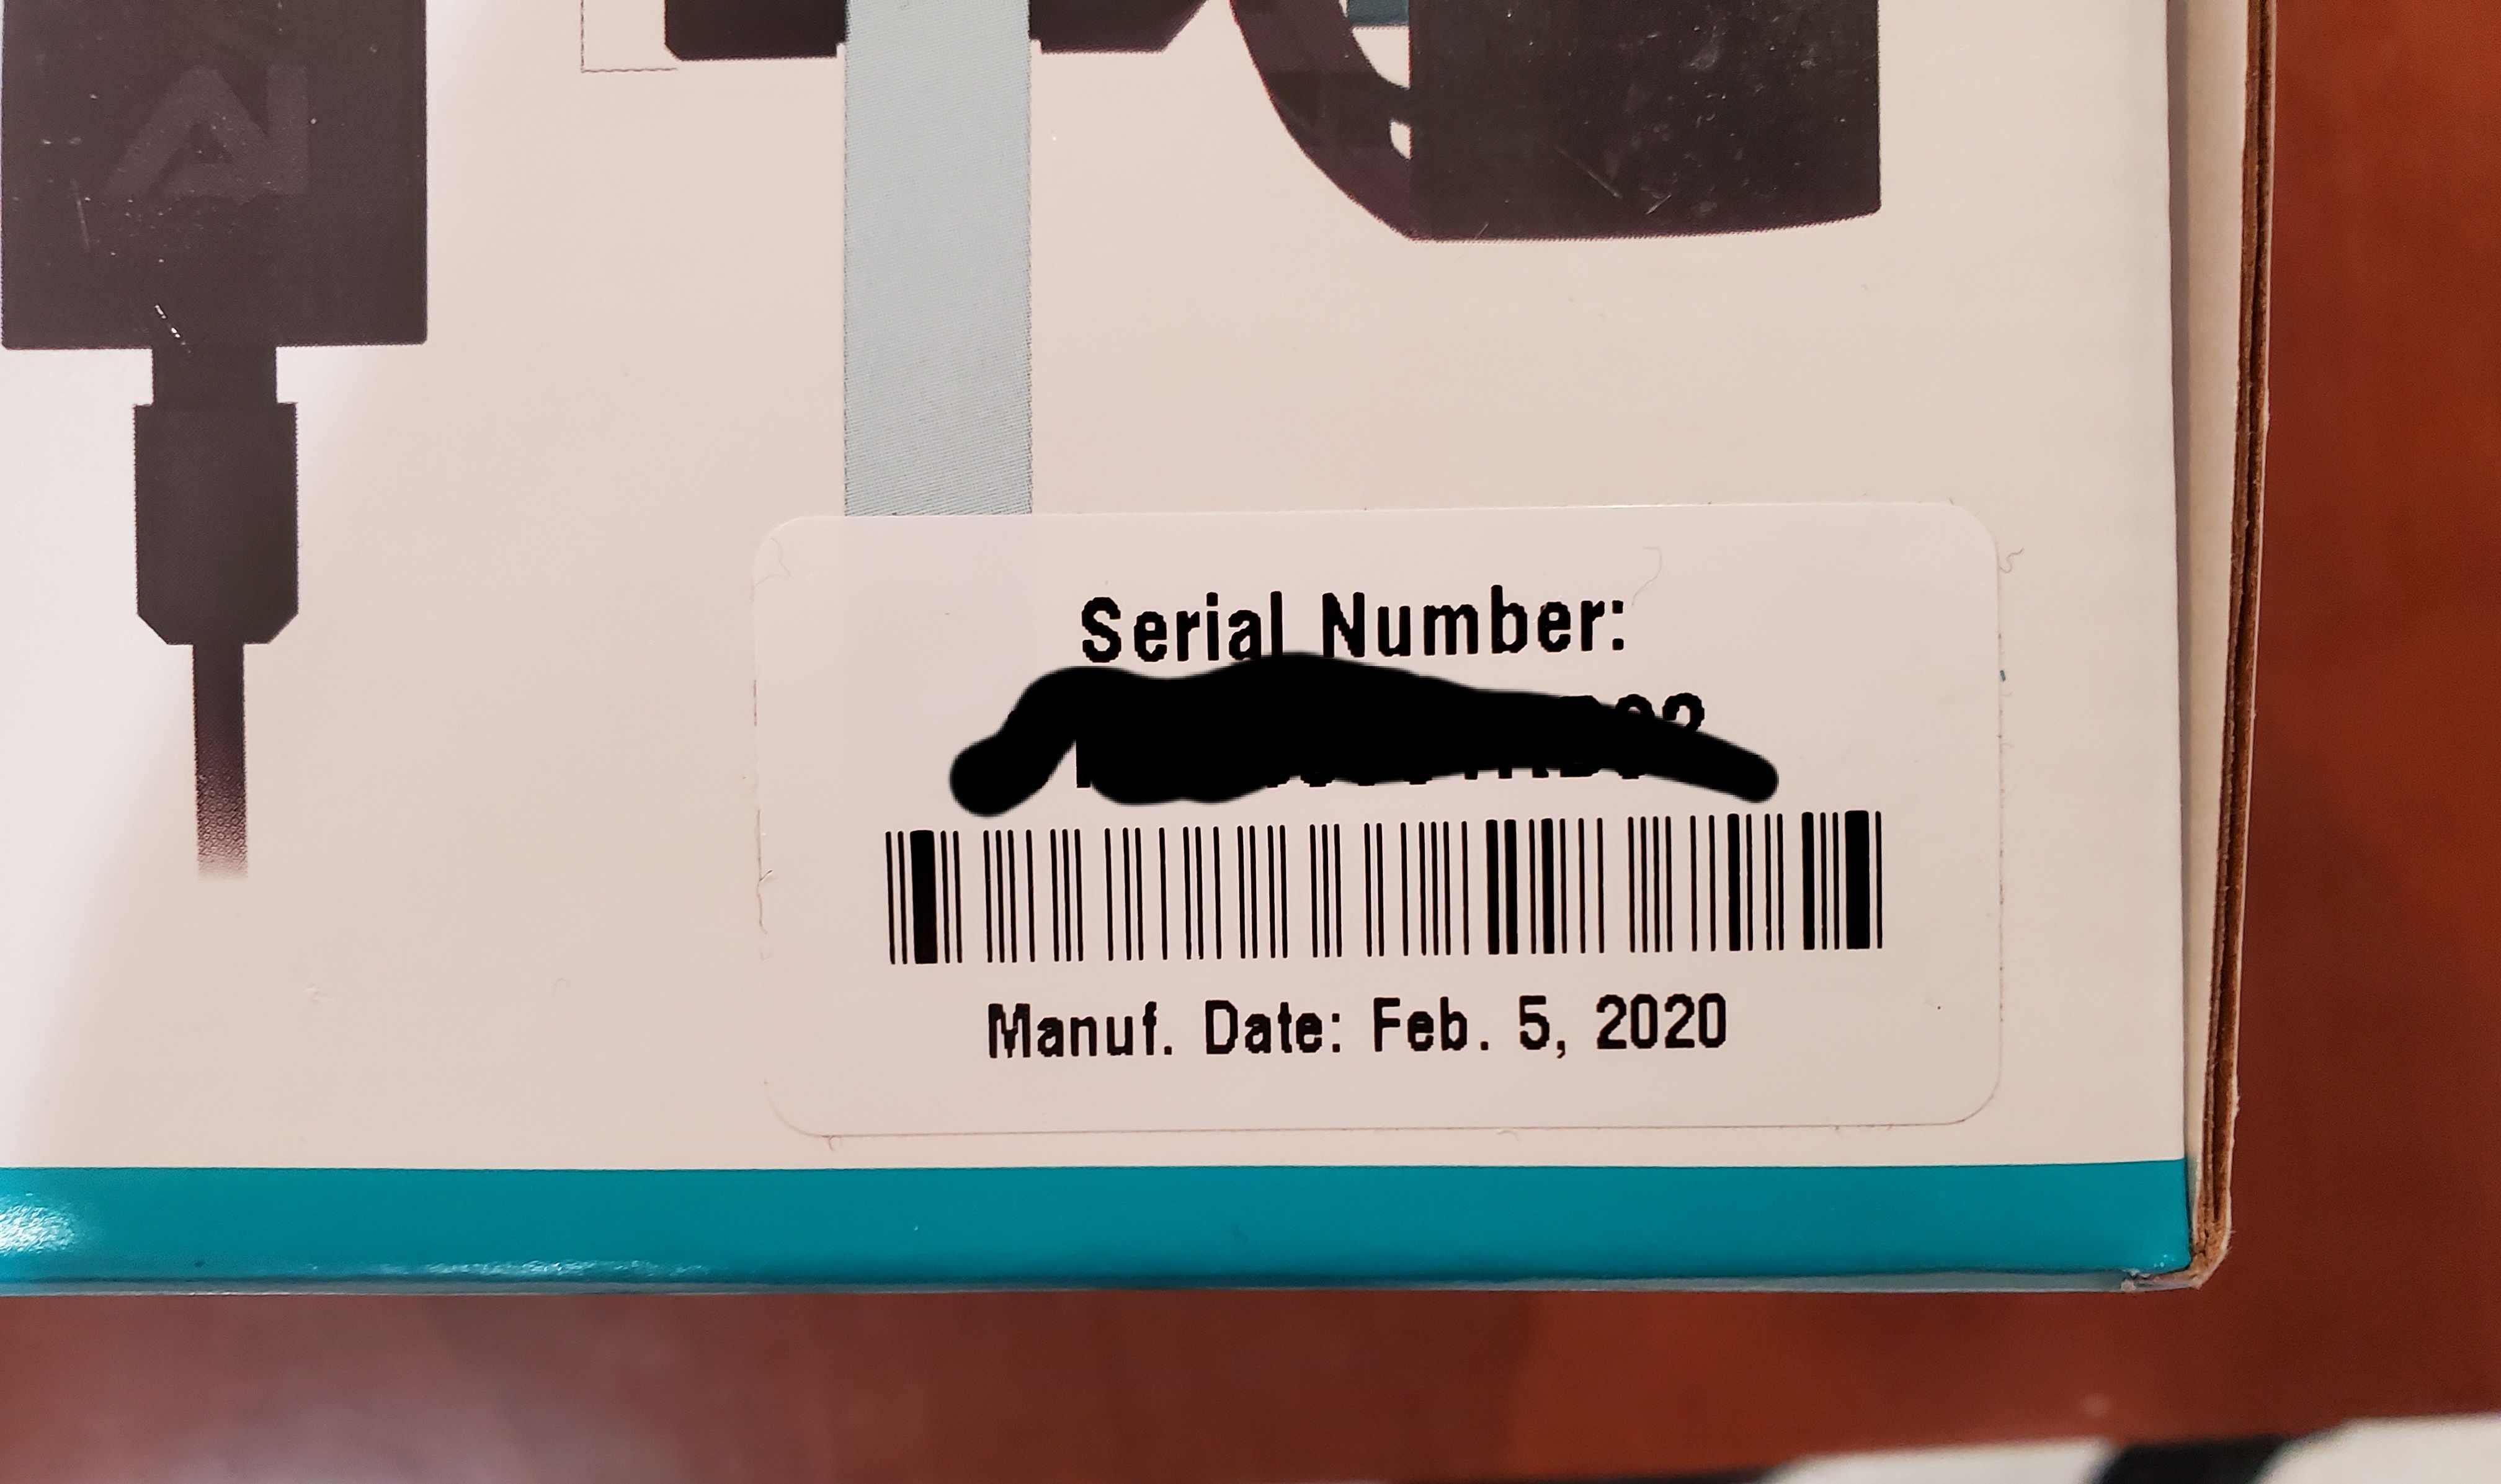 Serial Number:
Manuf. Date: Feb. 5, 2020